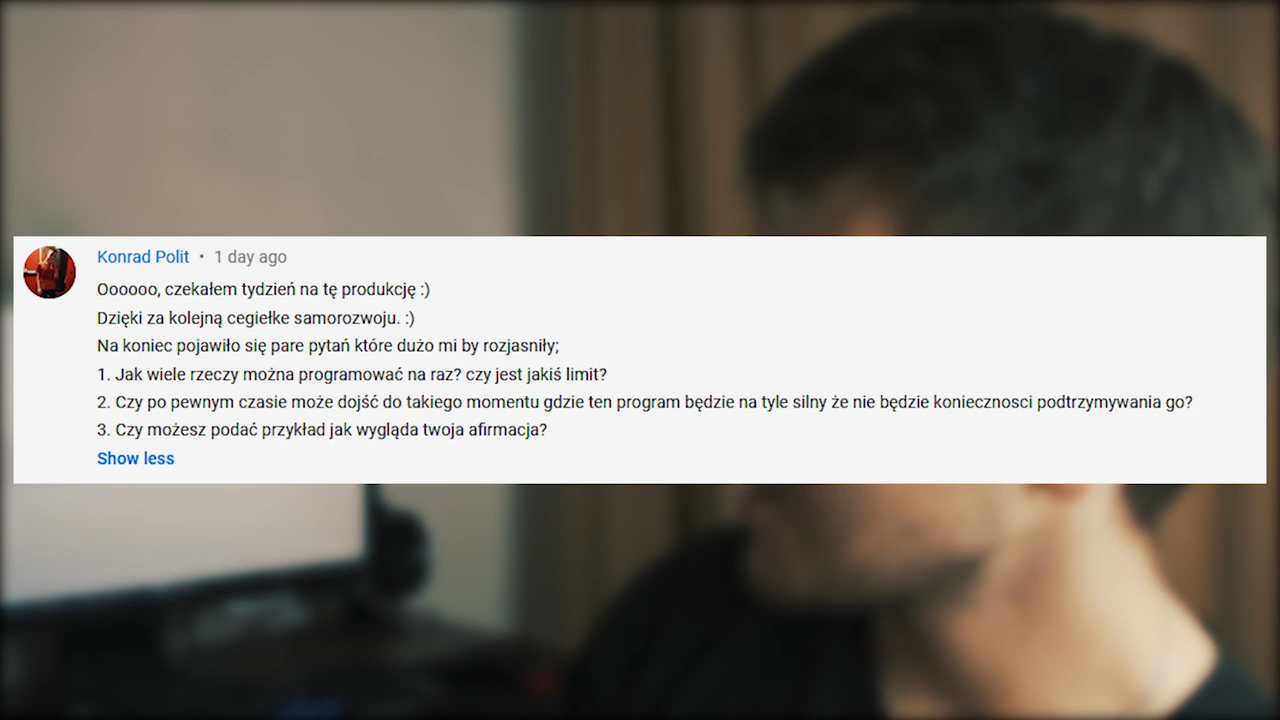 Konrad Polit • 1 day ago
Oooooo, czekałem tydzień na tę produkcję :)
Dzięki za kolejną cegiełke samorozwoju. :)
Na koniec pojawiło się pare pytań które dużo mi by rozjasniły;
1. Jak wiele rzeczy można programować na raz? czy jest jakiś limit?
2. Czy po pewnym czasie może dojść do takiego momentu gdzie ten program będzie na tyle silny że nie będzie koniecznosci podtrzymywania go?
3. Czy możesz podać przykład jak wygląda twoja afirmacja?
Show less